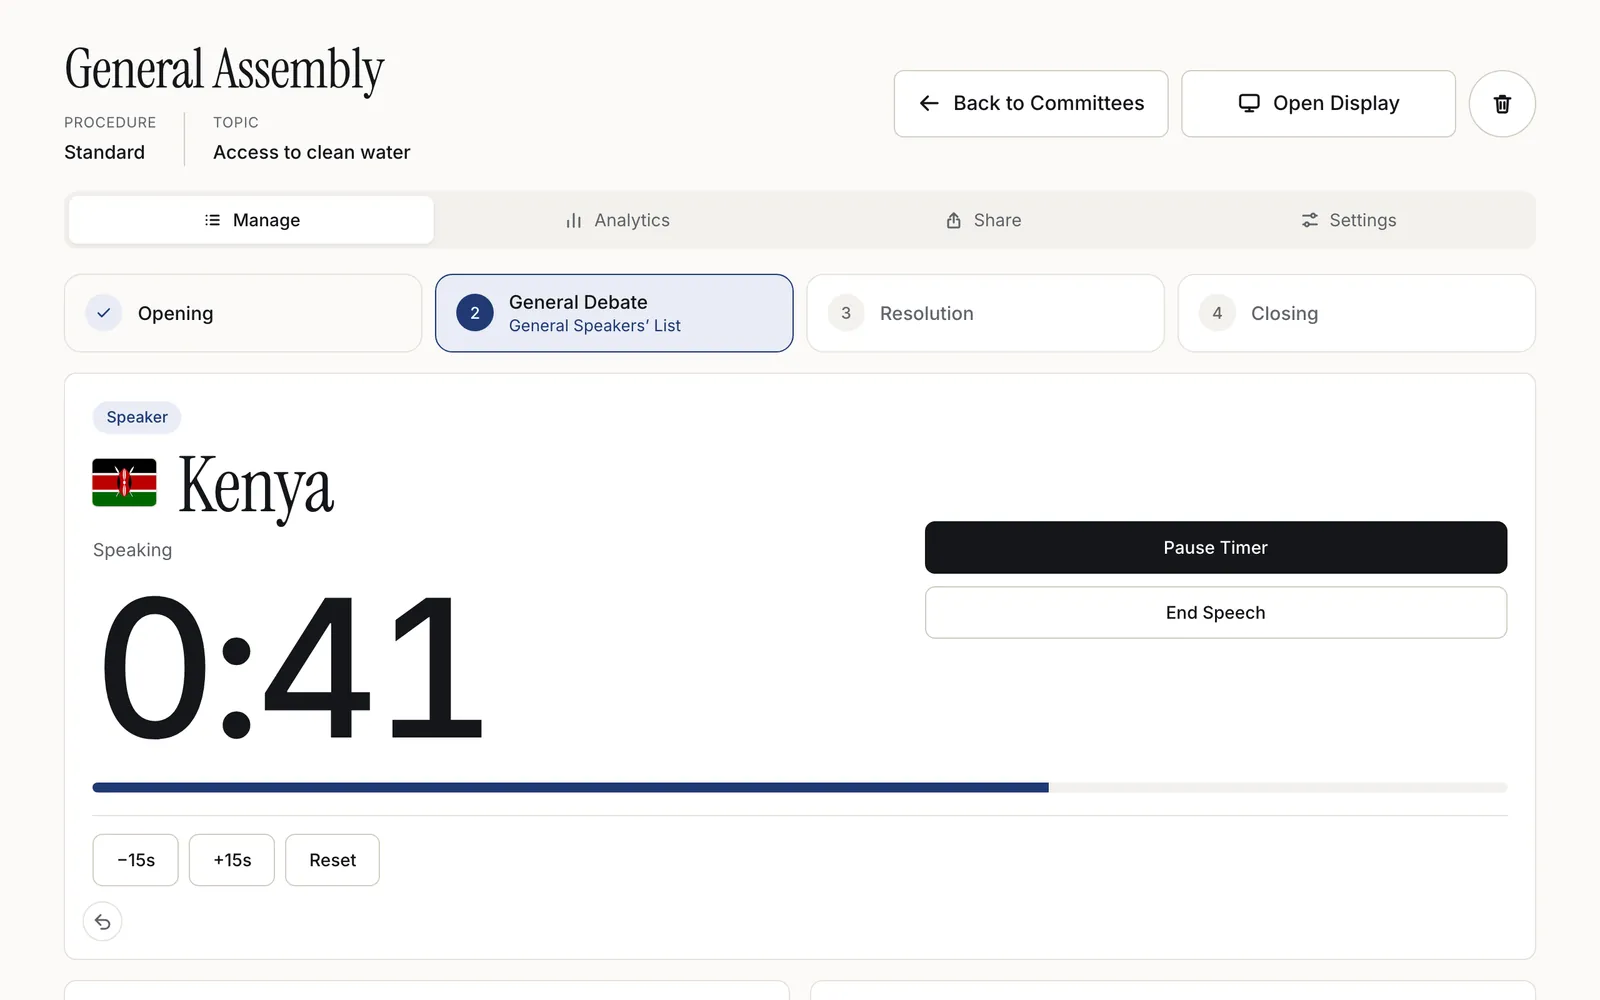 General Assembly
PROCEDURE
Standard
TOPIC
Access to clean water
Back to Committees
Open Display
Manage
Analytics
Share
Settings
Opening
2
General Debate
General Speakers’ List
3
Resolution
4
Closing
Speaker
Kenya
Speaking
0:41
Pause Timer
End Speech
−15s
+15s
Reset